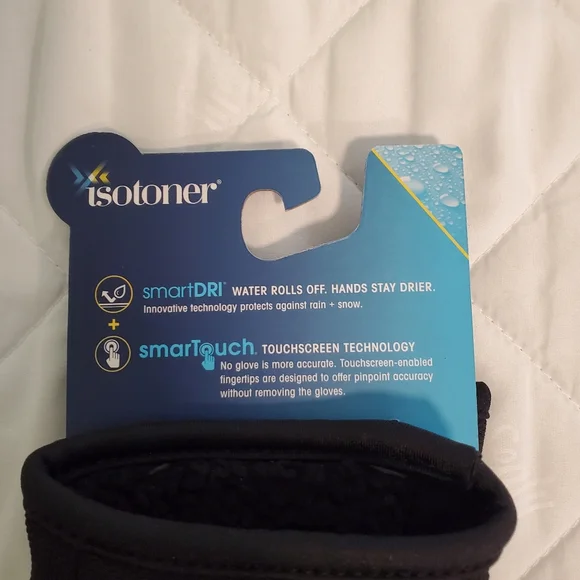 isotoner®
smartDRI™ WATER ROLLS OFF. HANDS STAY DRIER.
Innovative technology protects against rain + snow.
+
smarTouch. TOUCHSCREEN TECHNOLOGY
No glove is more accurate. Touchscreen-enabled
fingertips are designed to offer pinpoint accuracy
without removing the gloves.